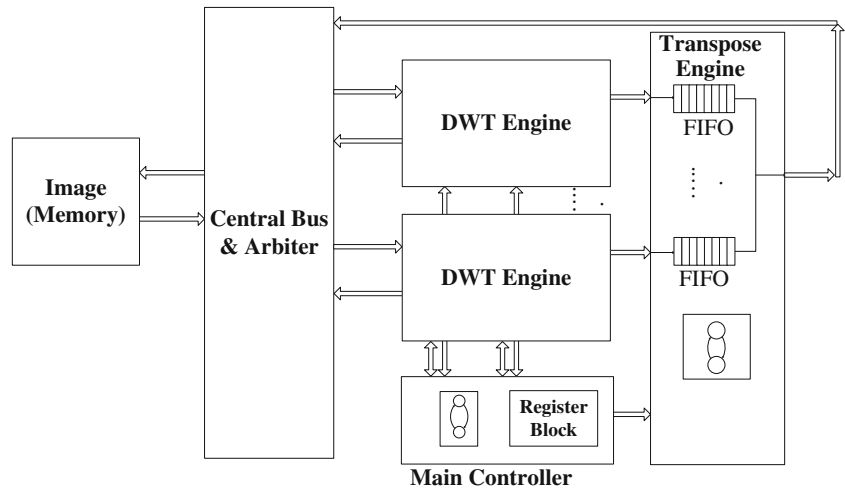 Image
(Memory)
Central Bus
& Arbiter
DWT Engine
DWT Engine
Transpose
Engine
FIFO
FIFO
Register
Block
Main Controller